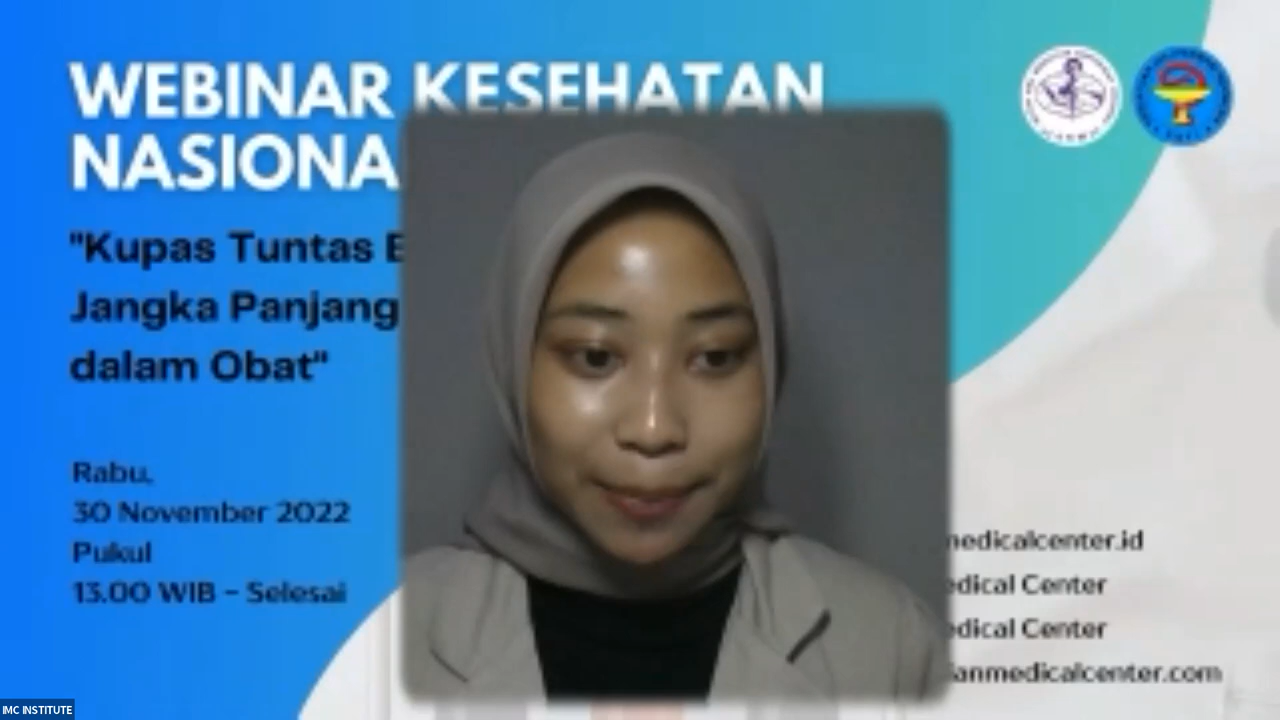 WEBINAR KESEHATAN
NASIONA
"Kupas Tuntas
Jangka Panjang
dalam Obat"
Rabu,
30 November 2022
Pukul
13.00 WIB - Selesai
medicalcenter.id
edical Center
edical Center
ianmedicalcenter.com
IMC INSTITUTE